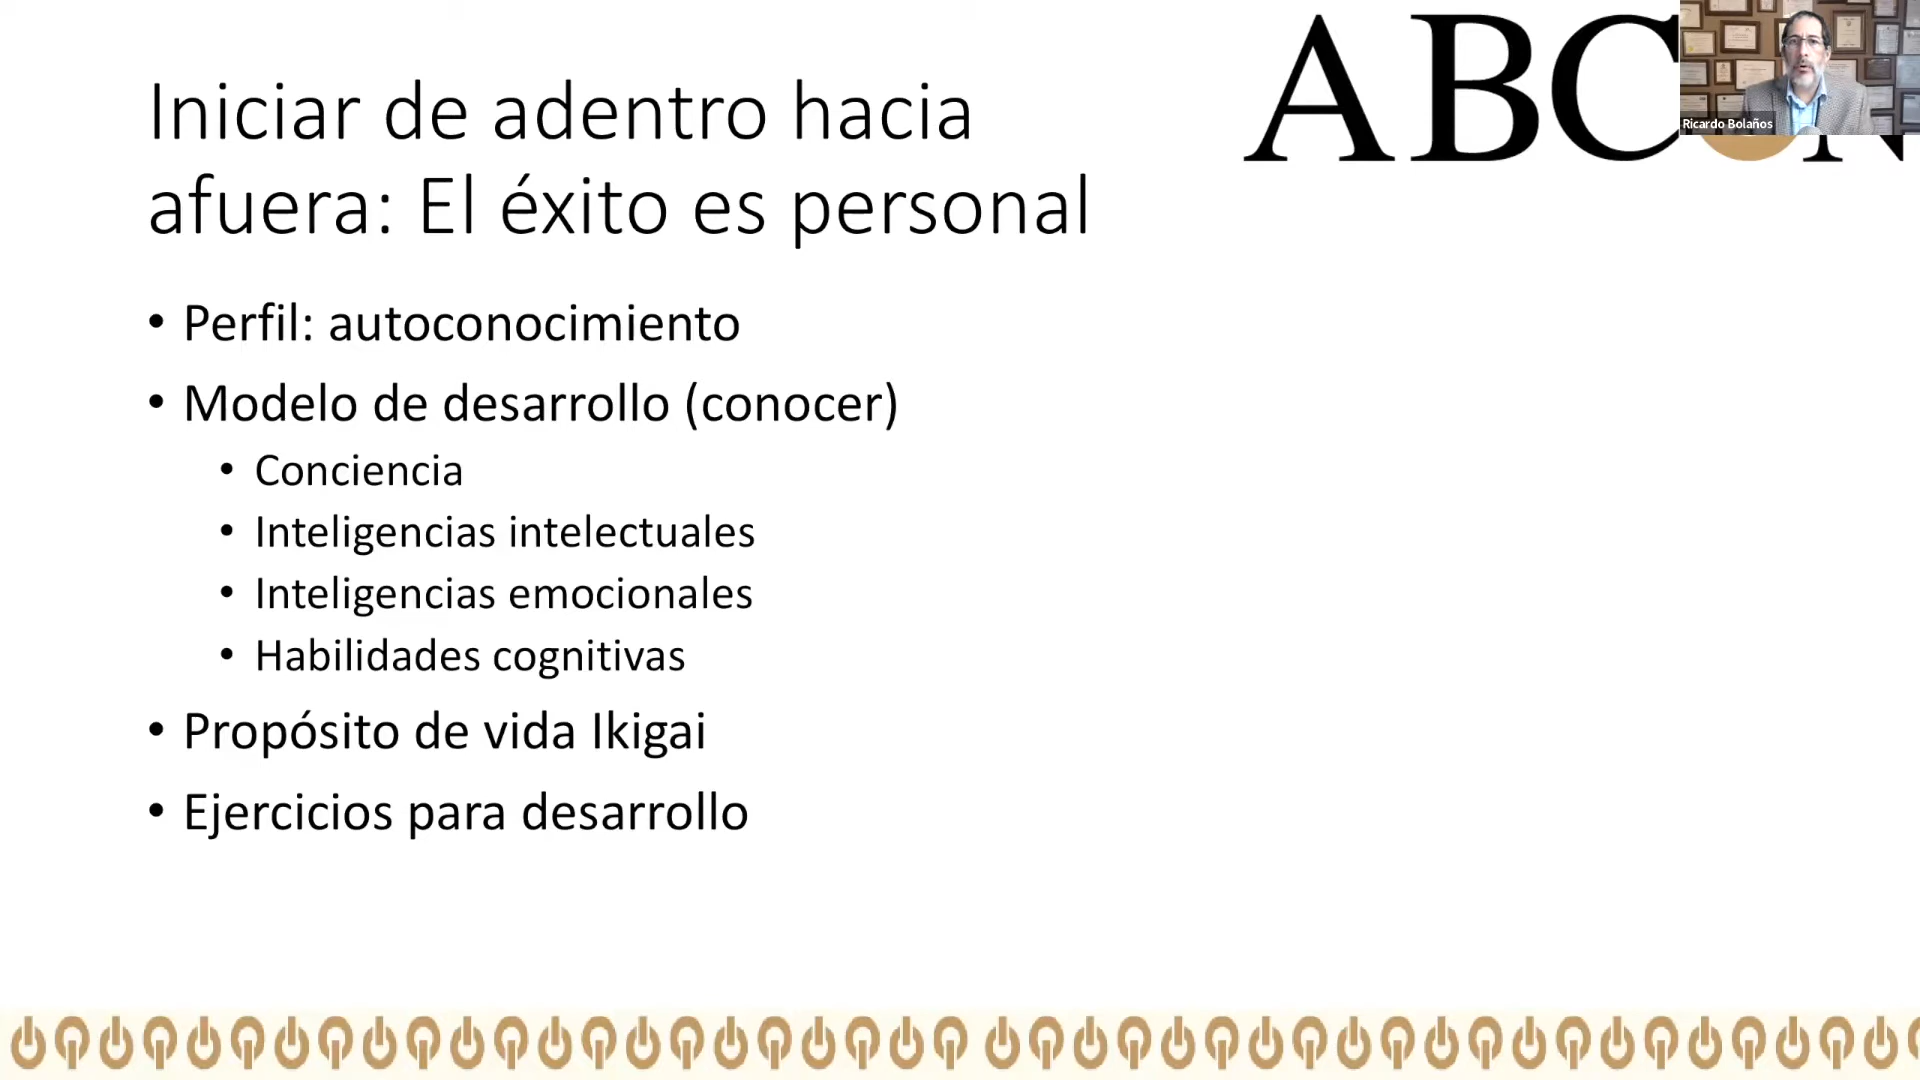 ABC N
Ricardo Bolaños
Iniciar de adentro hacia
afuera: El éxito es personal
• Perfil: autoconocimiento
• Modelo de desarrollo (conocer)
• Conciencia
• Inteligencias intelectuales
• Inteligencias emocionales
• Habilidades cognitivas
• Propósito de vida Ikigai
• Ejercicios para desarrollo